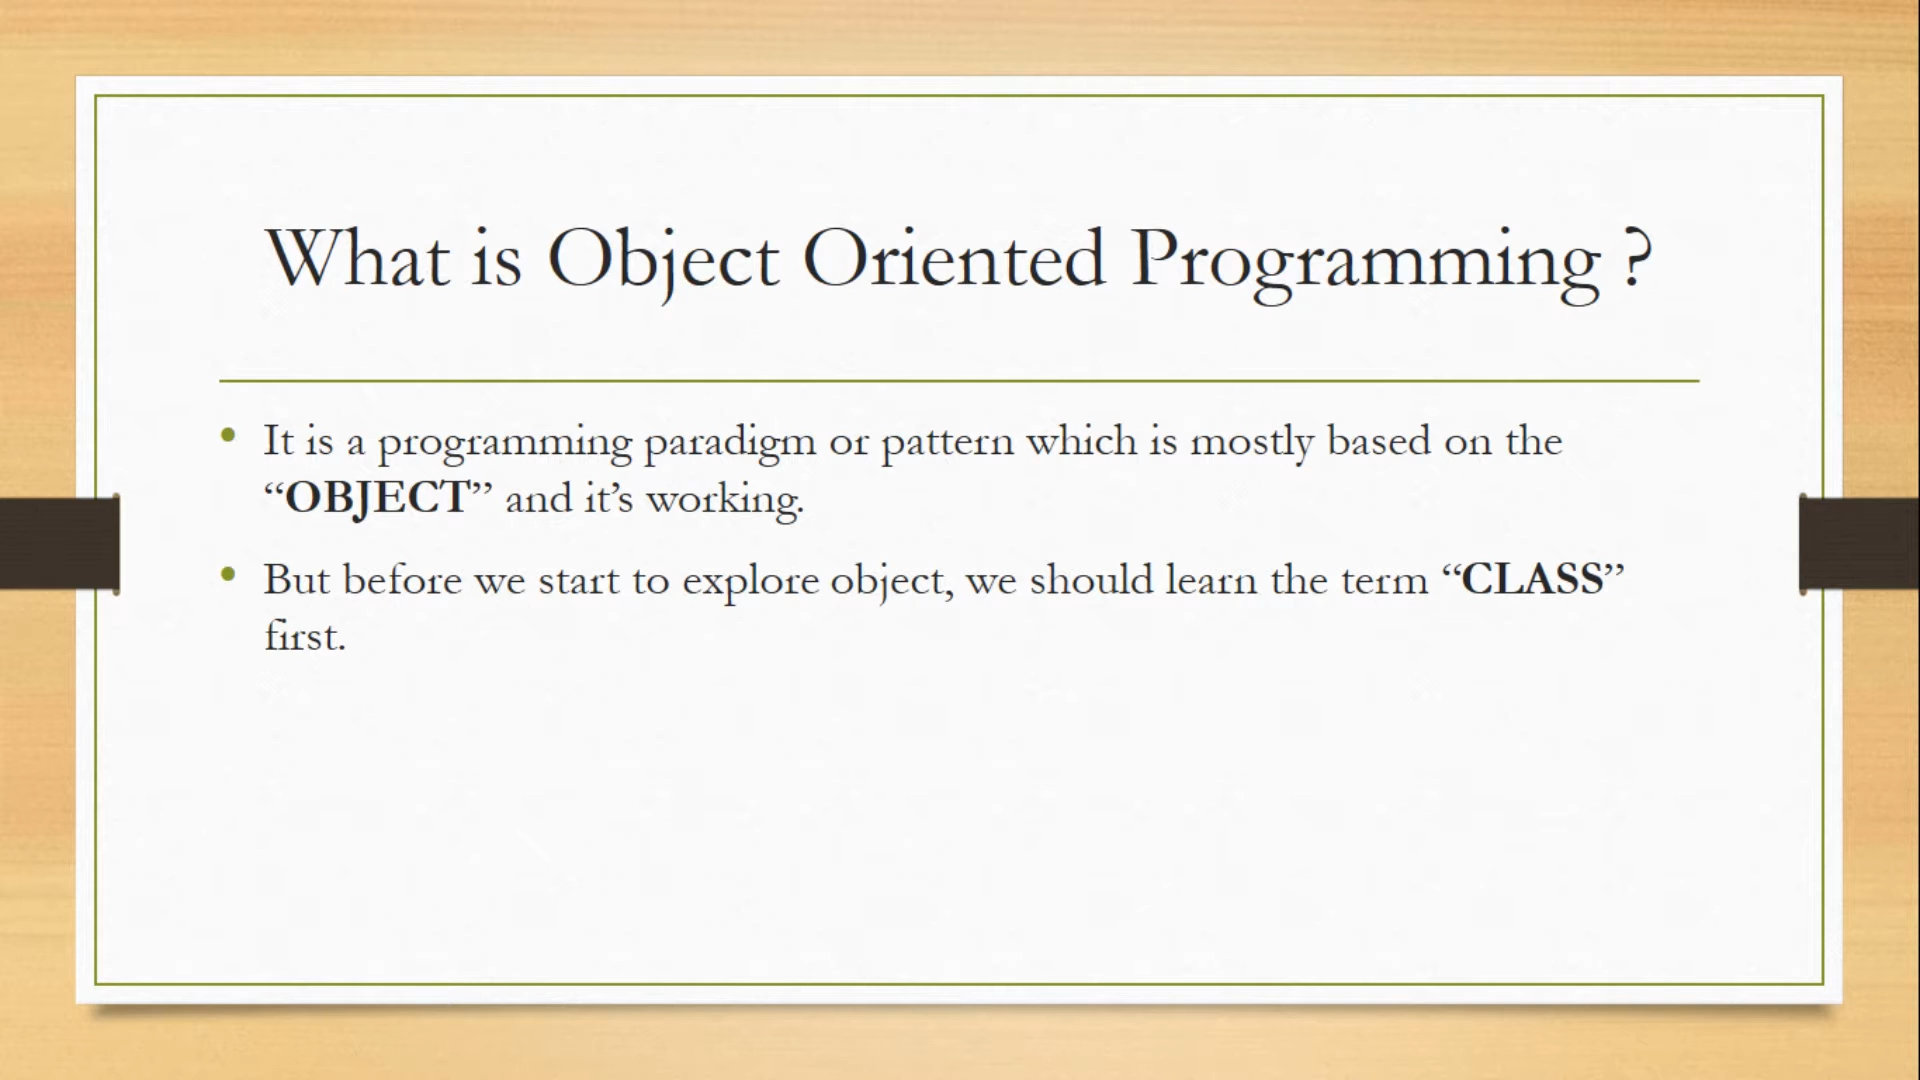 What is Object Oriented Programming ?
• It is a programming paradigm or pattern which is mostly based on the
“OBJECT” and it’s working.
• But before we start to explore object, we should learn the term “CLASS”
first.